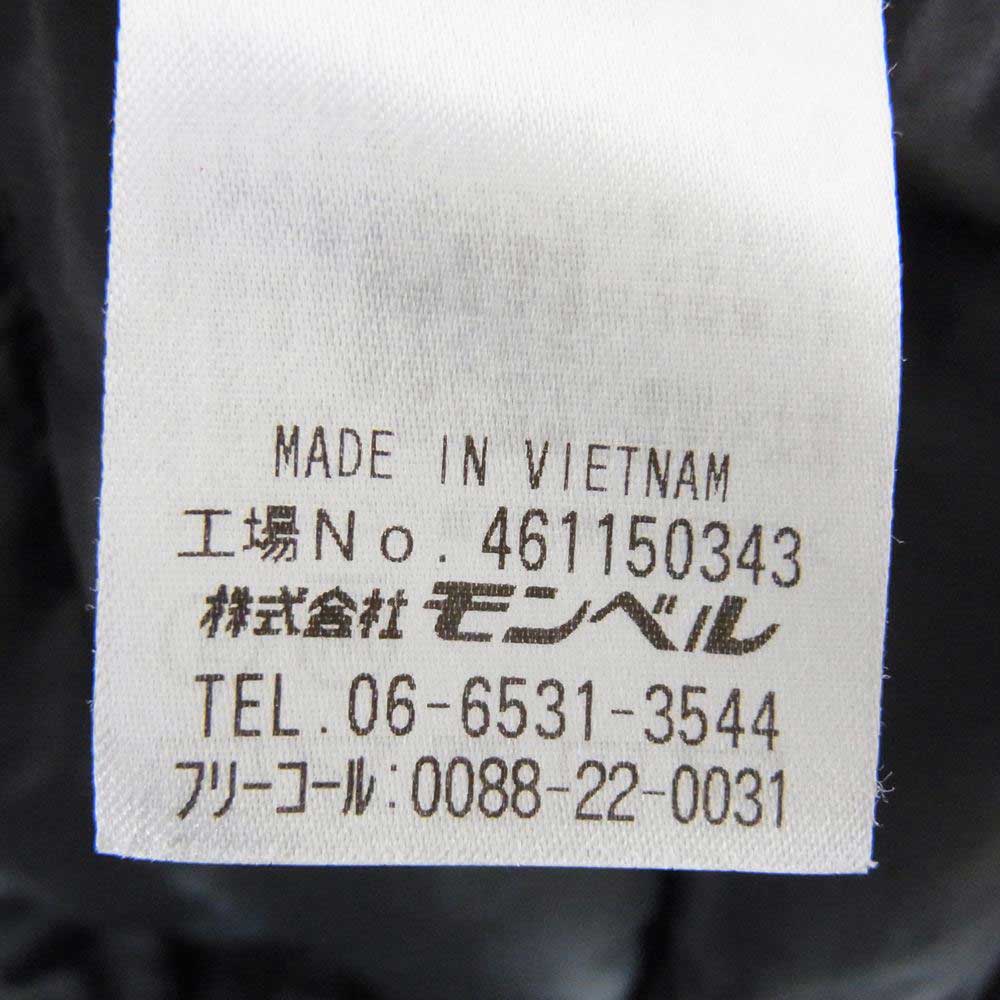 MADE IN VIETNAM
工場No. 461150343
株式会社 モンベル
TEL. 06-6531-3544
フリーコール:0088-22-0031